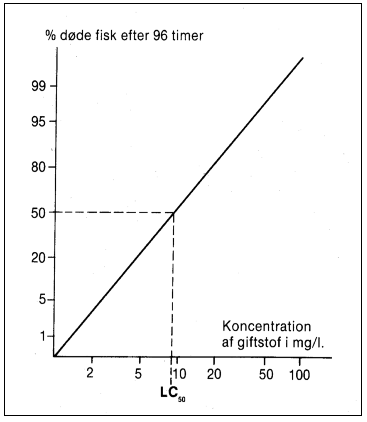 % døde fisk efter 96 timer
99
95
80
50
20
5
1
Koncentration
af giftstof i mg/l.
2 5 10 20 50 100
LC50